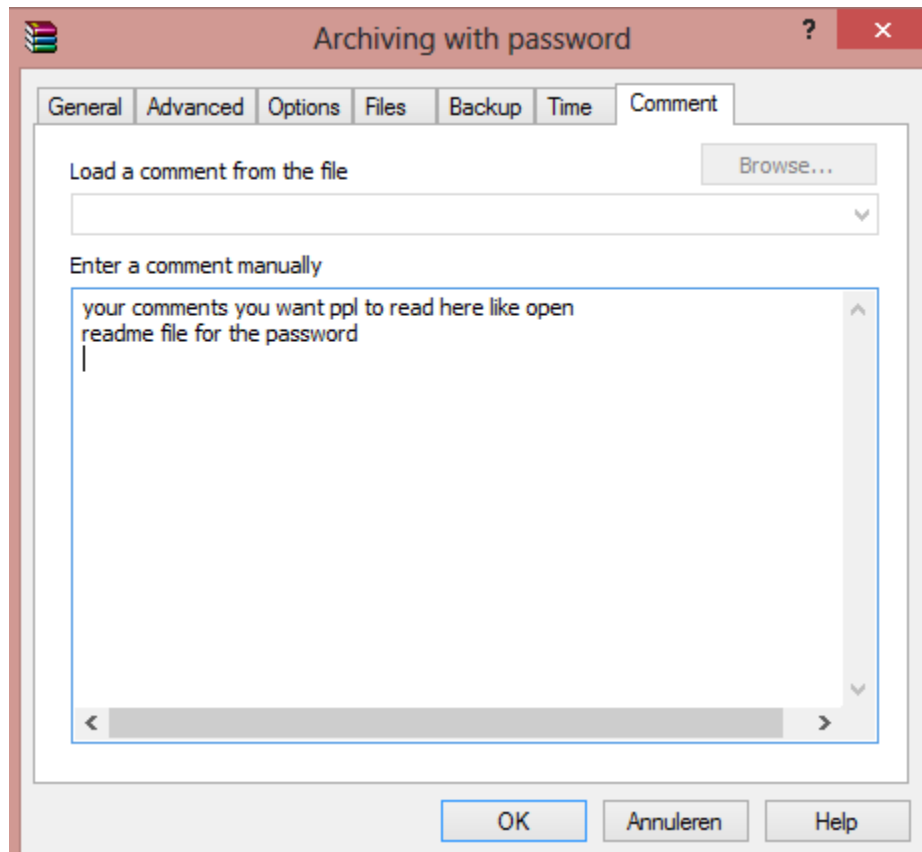 Archiving with password
?
General Advanced Options Files Backup Time Comment
Load a comment from the file
Browse...
Enter a comment manually
your comments you want ppl to read here like open
readme file for the password
OK Annuleren Help